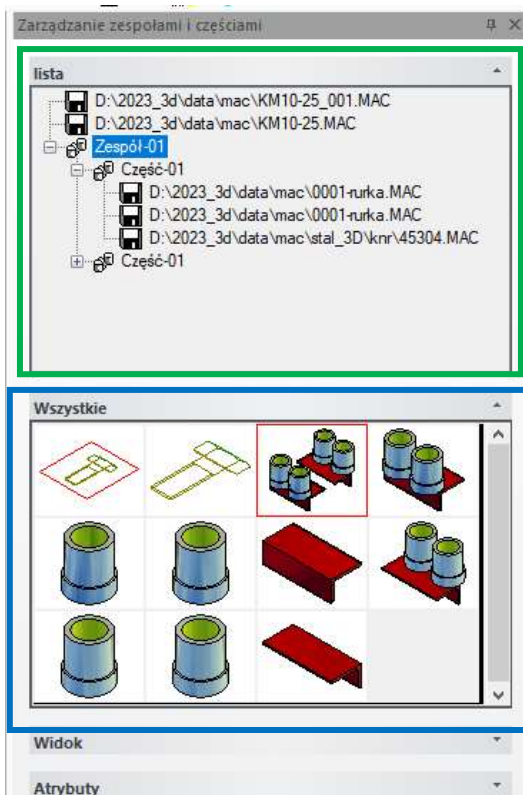 Zarządzanie zespołami i częściami
lista
D:\2023_3d\data\mac\KM10-25_001.MAC
D:\2023_3d\data\mac\KM10-25.MAC
Zespół-01
Część-01
D:\2023_3d\data\mac\0001-rurka.MAC
D:\2023_3d\data\mac\0001-rurka.MAC
D:\2023_3d\data\mac\stal_3D\knr\45304.MAC
Część-01
Wszystkie
Widok
Atrybuty